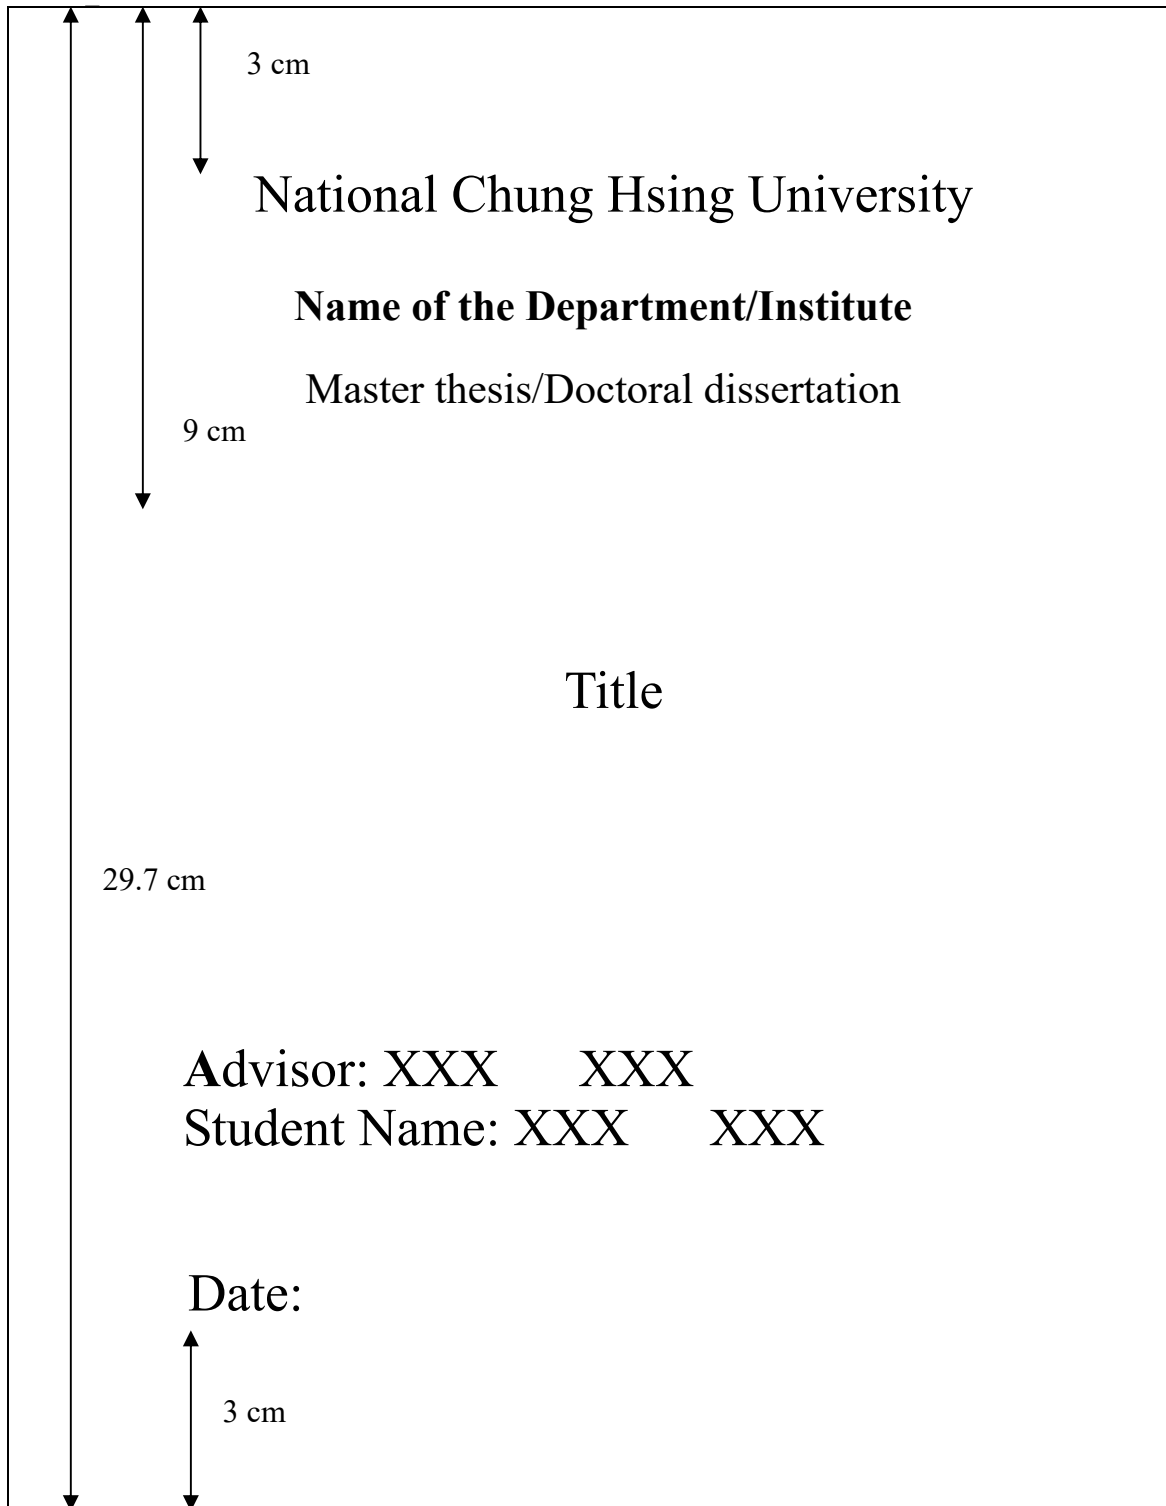 3 cm
National Chung Hsing University
Name of the Department/Institute
Master thesis/Doctoral dissertation
9 cm
Title
29.7 cm
Advisor: XXX XXX
Student Name: XXX XXX
Date:
3 cm